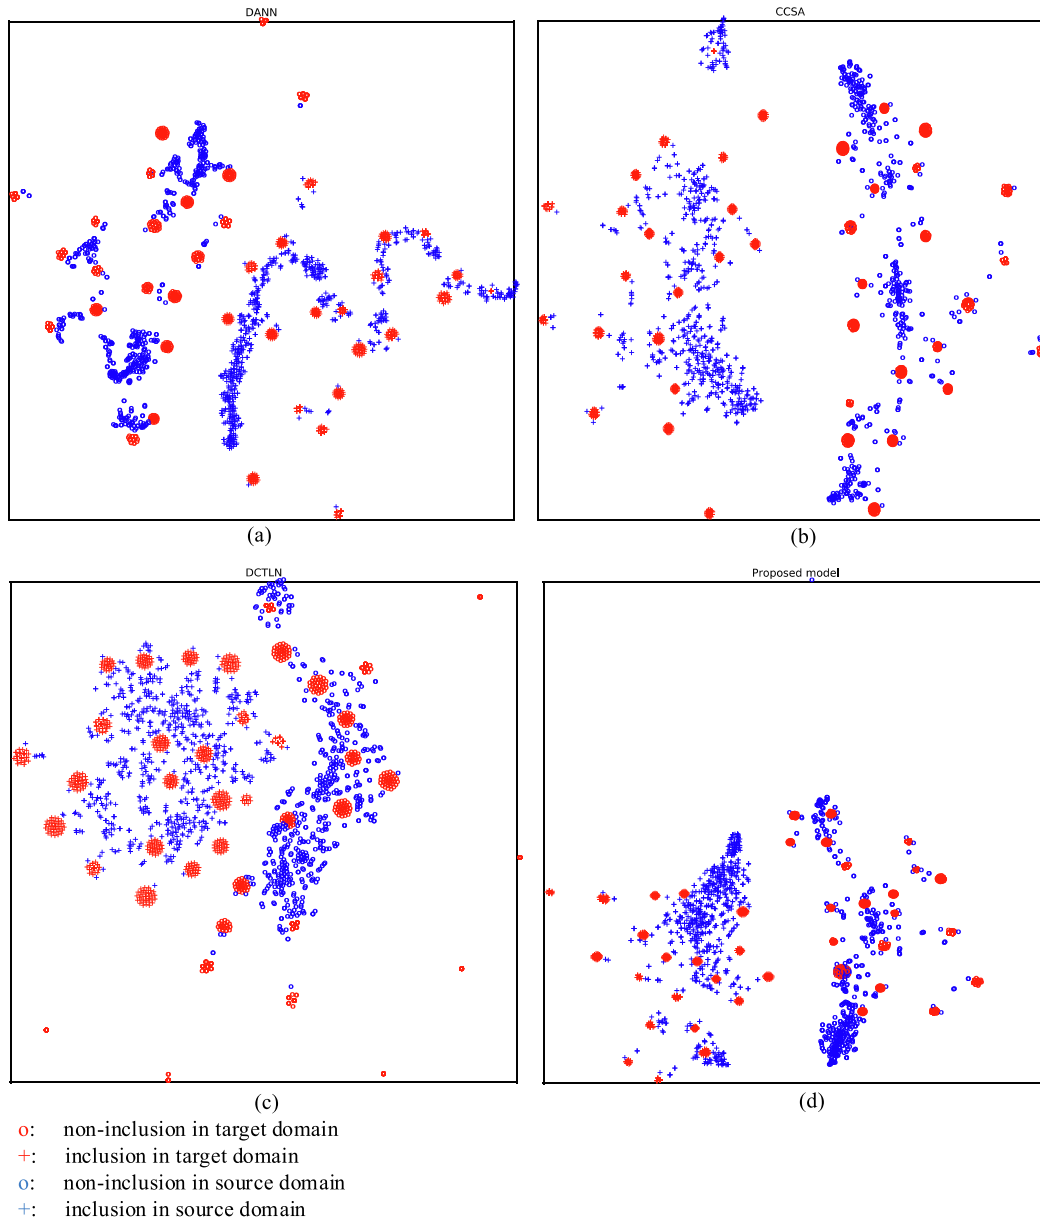 DANN
CCSA
(a)
(b)
DCTLN
Proposed model
(c)
(d)
o: non-inclusion in target domain
+: inclusion in target domain
o: non-inclusion in source domain
+: inclusion in source domain